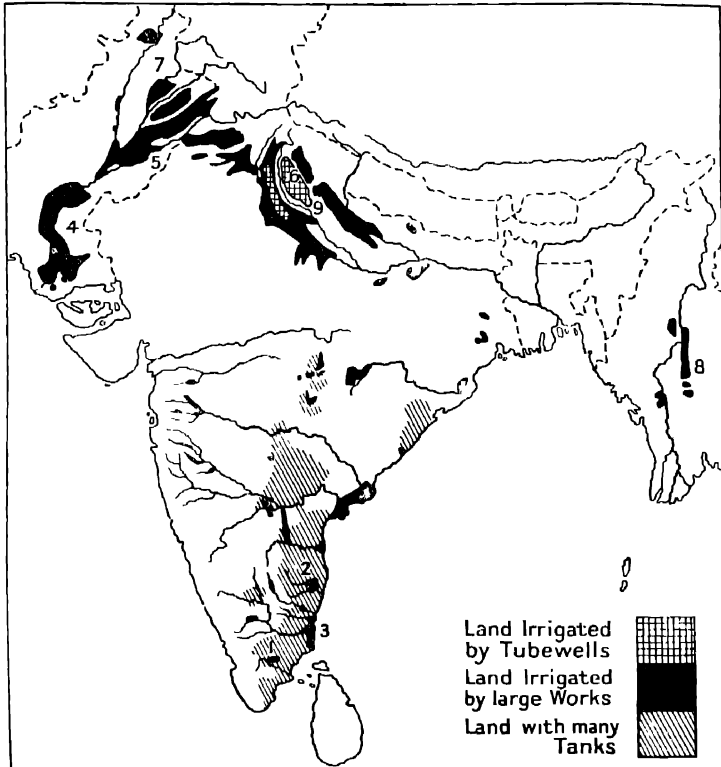 7
5
6
9
4
8
2
3
1
Land Irrigated
by Tubewells
Land Irrigated
by large Works
Land with many
Tanks